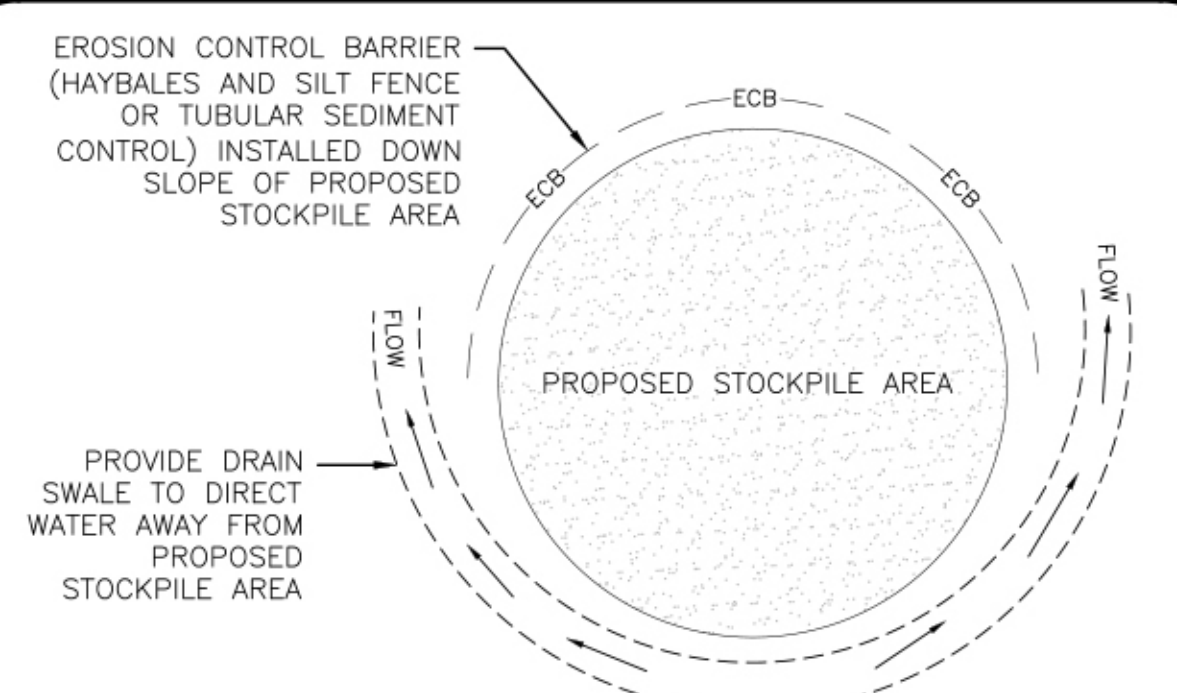 EROSION CONTROL BARRIER
(HAYBALES AND SILT FENCE
OR TUBULAR SEDIMENT
CONTROL) INSTALLED DOWN
SLOPE OF PROPOSED
STOCKPILE AREA
ECB
ECB
ECB
FLOW
FLOW
PROPOSED STOCKPILE AREA
PROVIDE DRAIN
SWALE TO DIRECT
WATER AWAY FROM
PROPOSED
STOCKPILE AREA